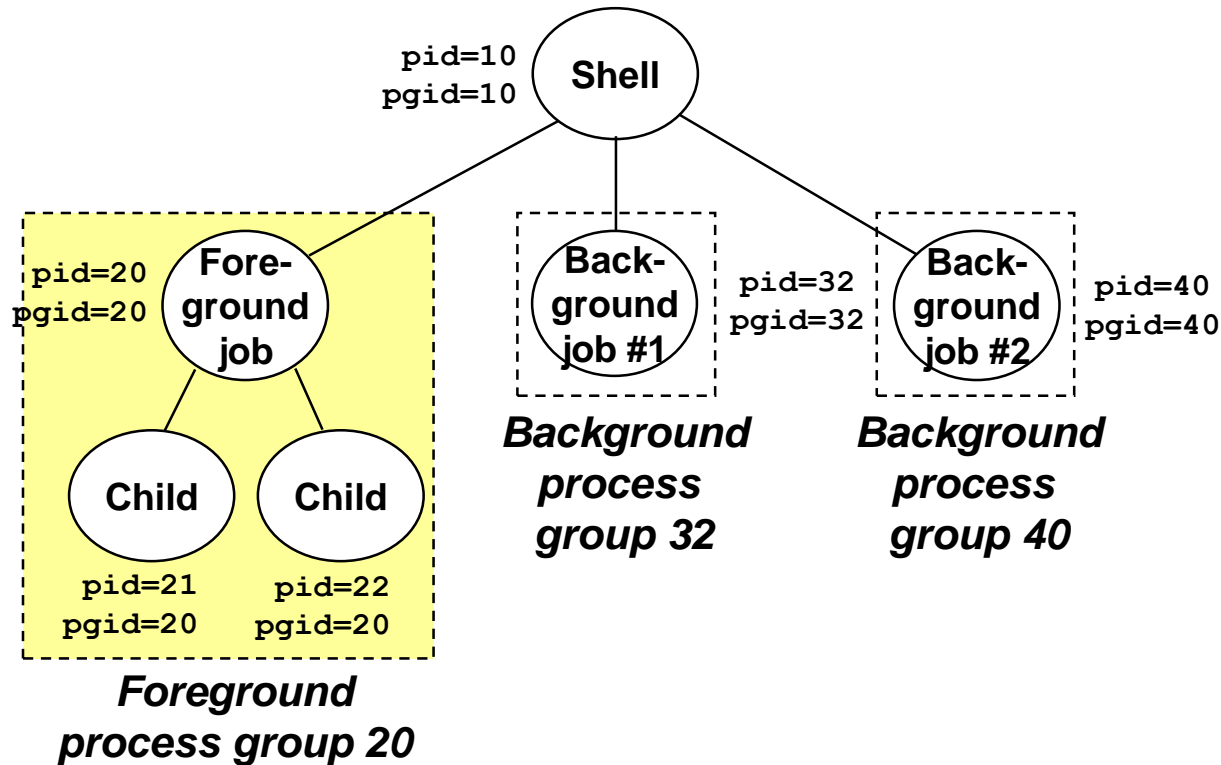 pid=10
pgid=10
Shell
pid=20
pgid=20
Fore-
ground
job
Back-
ground
job #1
pid=32
pgid=32
Back-
ground
job #2
pid=40
pgid=40
Child
Child
pid=21
pgid=20
pid=22
pgid=20
Background
process
group 32
Background
process
group 40
Foreground
process group 20